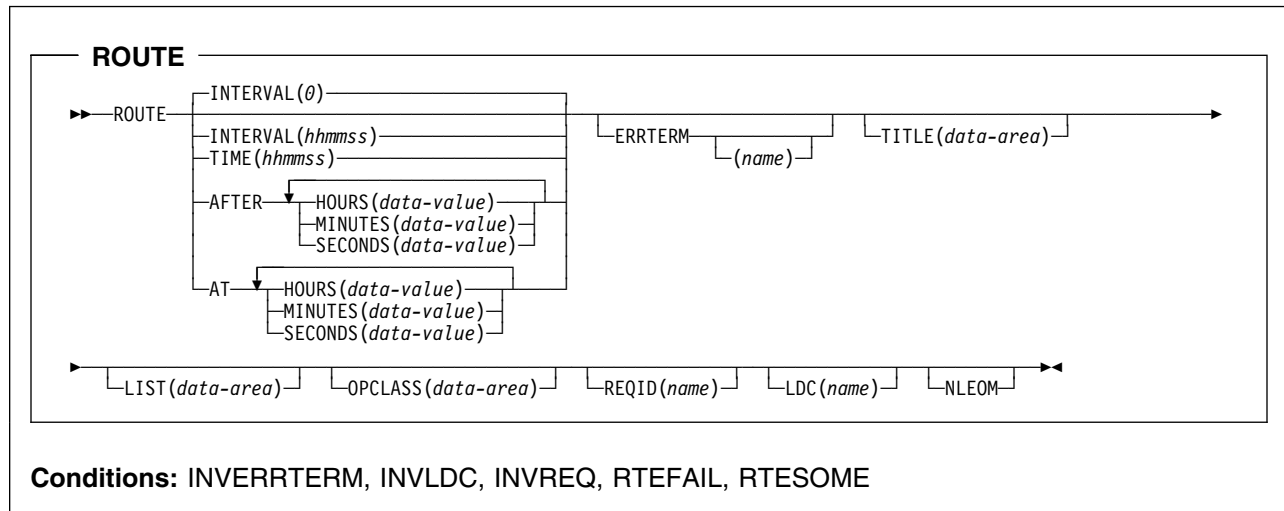 ROUTE
INTERVAL(0)
ROUTE
INTERVAL(hhmmss)
TIME(hhmmss)
AFTER HOURS(data-value)
MINUTES(data-value)
SECONDS(data-value)
AT HOURS(data-value)
MINUTES(data-value)
SECONDS(data-value)
ERRTERM
(name)
TITLE(data-area)
LIST(data-area) OPCLASS(data-area) REQID(name) LDC(name) NLEOM
Conditions: INVERRTERM, INVLDC, INVREQ, RTEFAIL, RTESOME